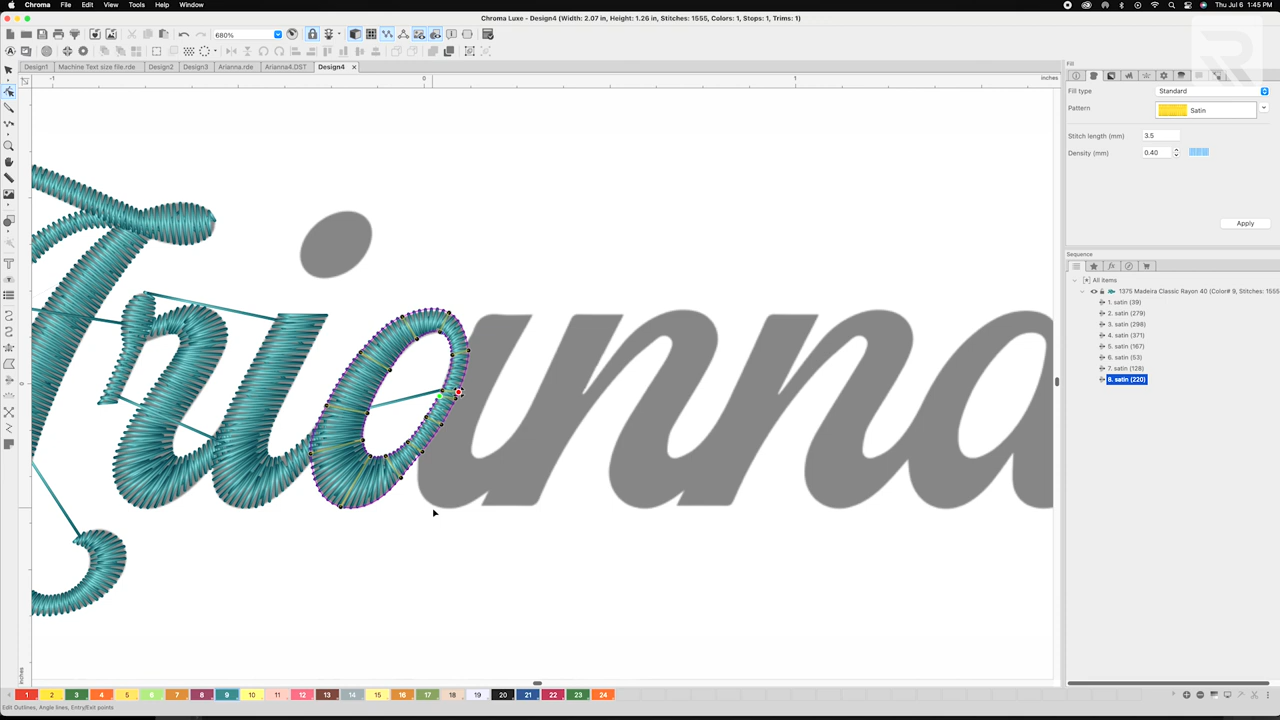 Chroma File Edit View Tools Help Window
Thu Jul 6 1:45 PM
Chroma Luxe - Design4 (Width: 2.07 in, Height: 1.26 in, Stitches: 1555, Colors: 1, Stops: 1, Trims: 1)
680%
Design1 Machine Text size file.rde Design2 Design3 Arianna.rde Arianna4.DST Design4
-1 0 1 inches
Fill
Fill type Standard
Pattern Satin
Stitch length (mm) 3.5
Density (mm) 0.40
Apply
Sequence
All items
1375 Madeira Classic Rayon 40 (Color# 9, Stitches: 1555
1. satin (39)
2. satin (279)
3. satin (298)
4. satin (371)
5. satin (167)
6. satin (53)
7. satin (128)
8. satin (220)
rianna
0
inches
1 2 3 4 5 6 7 8 9 10 11 12 13 14 15 16 17 18 19 20 21 22 23 24
Edit Outlines, Angle lines, Entry/Exit points